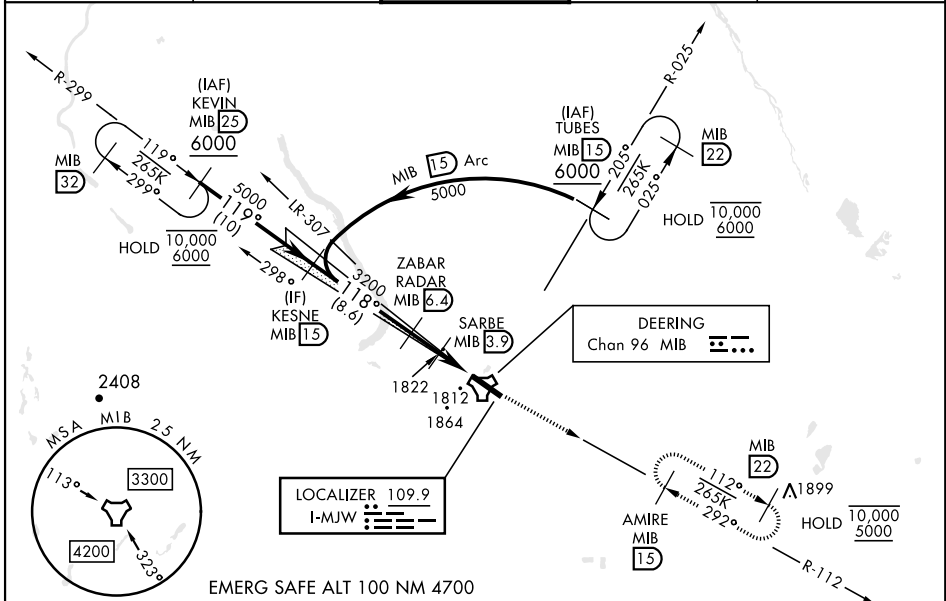 R-299
(IAF)
KEVIN
MIB 25
6000
MIB
32
119°
265K
299°
HOLD 10,000
6000
5000
119°
(10)
298°
LR-307
MIB 15 Arc
5000
(IAF)
TUBES
MIB 15
6000
R-025
205°
265K
025°
MIB
22
HOLD 10,000
6000
3200
118°
(8.6)
(IF)
KESNE
MIB 15
ZABAR
RADAR
MIB 6.4
SARBE
MIB 3.9
1822
1812
1864
DEERING
Chan 96 MIB
LOCALIZER 109.9
I-MJW
MIB
22
112°
265K
292°
1899
HOLD 10,000
5000
AMIRE
MIB
15
R-112
2408
MSA MIB 25 NM
113°
3300
4200
323°
EMERG SAFE ALT 100 NM 4700